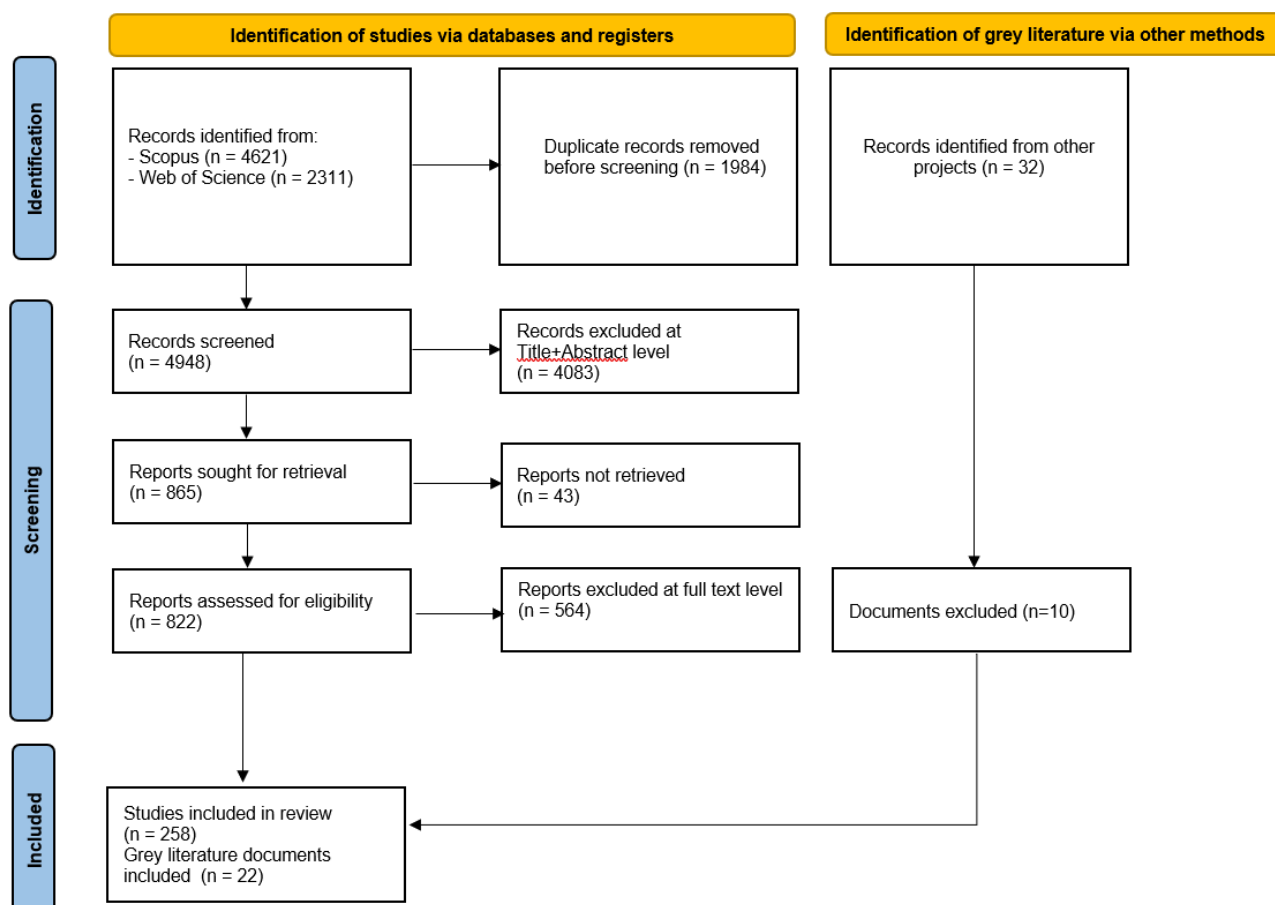 Identification of studies via databases and registers
Identification of grey literature via other methods
Identification
Records identified from:
- Scopus (n = 4621)
- Web of Science (n = 2311)
Duplicate records removed
before screening (n = 1984)
Records identified from other
projects (n = 32)
Screening
Records screened
(n = 4948)
Records excluded at
Title+Abstract level
(n = 4083)
Reports sought for retrieval
(n = 865)
Reports not retrieved
(n = 43)
Reports assessed for eligibility
(n = 822)
Reports excluded at full text level
(n = 564)
Documents excluded (n=10)
Included
Studies included in review
(n = 258)
Grey literature documents
included (n = 22)